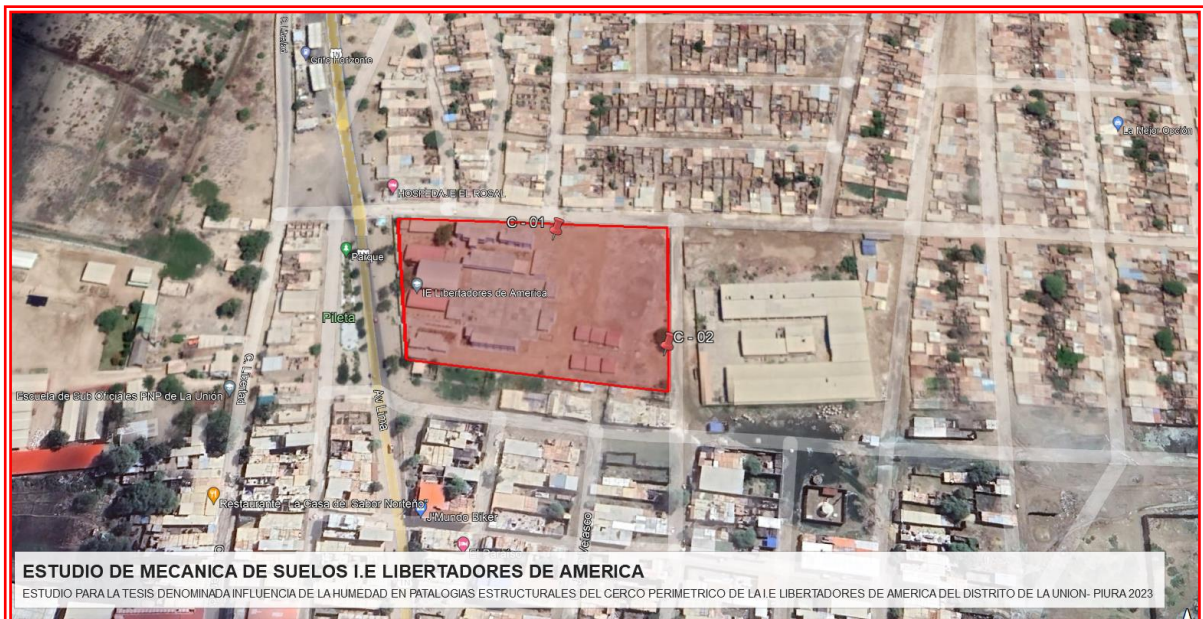 C. Libertad
Grifo Horizonte
La Mejor Opción
HOSPEDAJE EL ROSAL
C - 01
Parque
IE Libertadores de America
Pileta
C - 02
Escuela de Sub Oficiales PNP de La Unión
C. Libertad
Av Lima
Restaurante "La Casa del Sabor Norteño"
J'Mundo Biker
Velasco
ESTUDIO DE MECANICA DE SUELOS I.E LIBERTADORES DE AMERICA
ESTUDIO PARA LA TESIS DENOMINADA INFLUENCIA DE LA HUMEDAD EN PATALOGIAS ESTRUCTURALES DEL CERCO PERIMETRICO DE LA I.E LIBERTADORES DE AMERICA DEL DISTRITO DE LA UNION- PIURA 2023